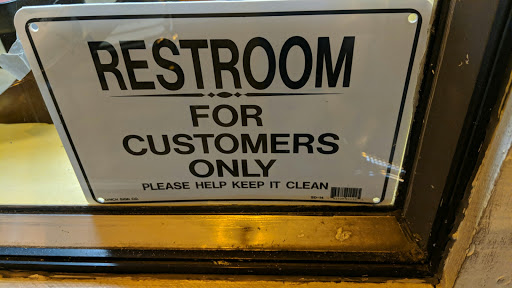 RESTROOM
FOR
CUSTOMERS
ONLY
PLEASE HELP KEEP IT CLEAN